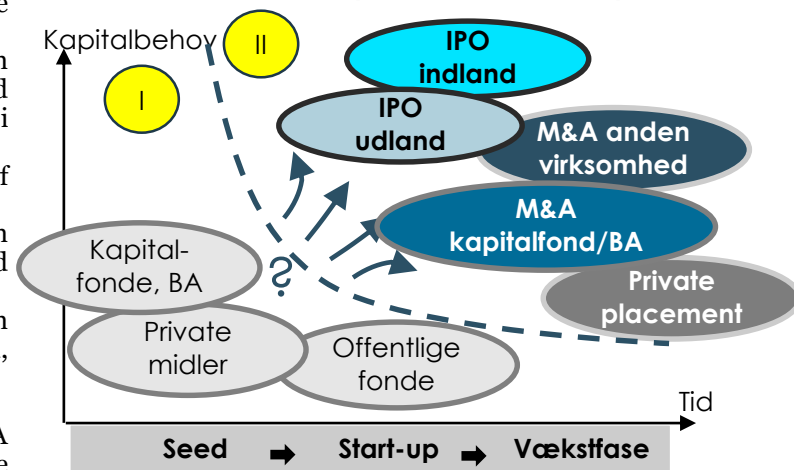 e
n
d
i
f
n
d
n
,
A
e
Kapitalbehov
I
II
IPO
indland
IPO
udland
M&A anden
virksomhed
M&A
kapitalfond/BA
Private
placement
Kapital-
fonde, BA
Private
midler
Offentlige
fonde
?
Tid
Seed
Start-up
Vækstfase